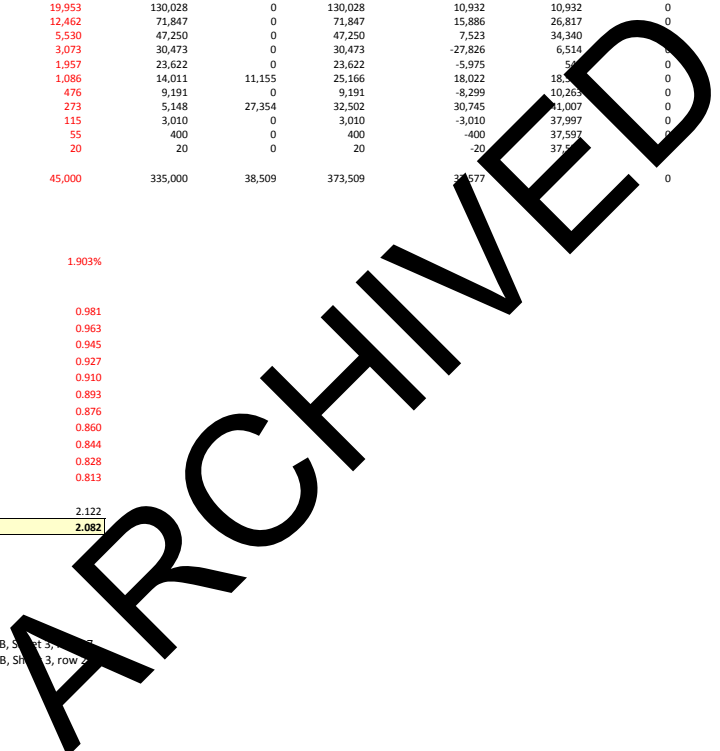 19,953 130,028 0 130,028 10,932 10,932 0
12,462 71,847 0 71,847 15,886 26,817 0
5,530 47,250 0 47,250 7,523 34,340 0
3,073 30,473 0 30,473 -27,826 6,514 0
1,957 23,622 0 23,622 -5,975
1,086 14,011 11,155 25,166 18,022
476 9,191 0 9,191 -8,299 10,263
273 5,148 27,354 32,502 30,745 41,007
115 3,010 0 3,010 -3,010 37,997
55 400 0 400 -400 37,597
20 20 0 20 -20
45,000 335,000 38,509 373,509 0
1.903%
0.981
0.963
0.945
0.927
0.910
0.893
0.876
0.860
0.844
0.828
0.813
2.122
2.082
B, 3,
B, 3, row
ARCHIVED